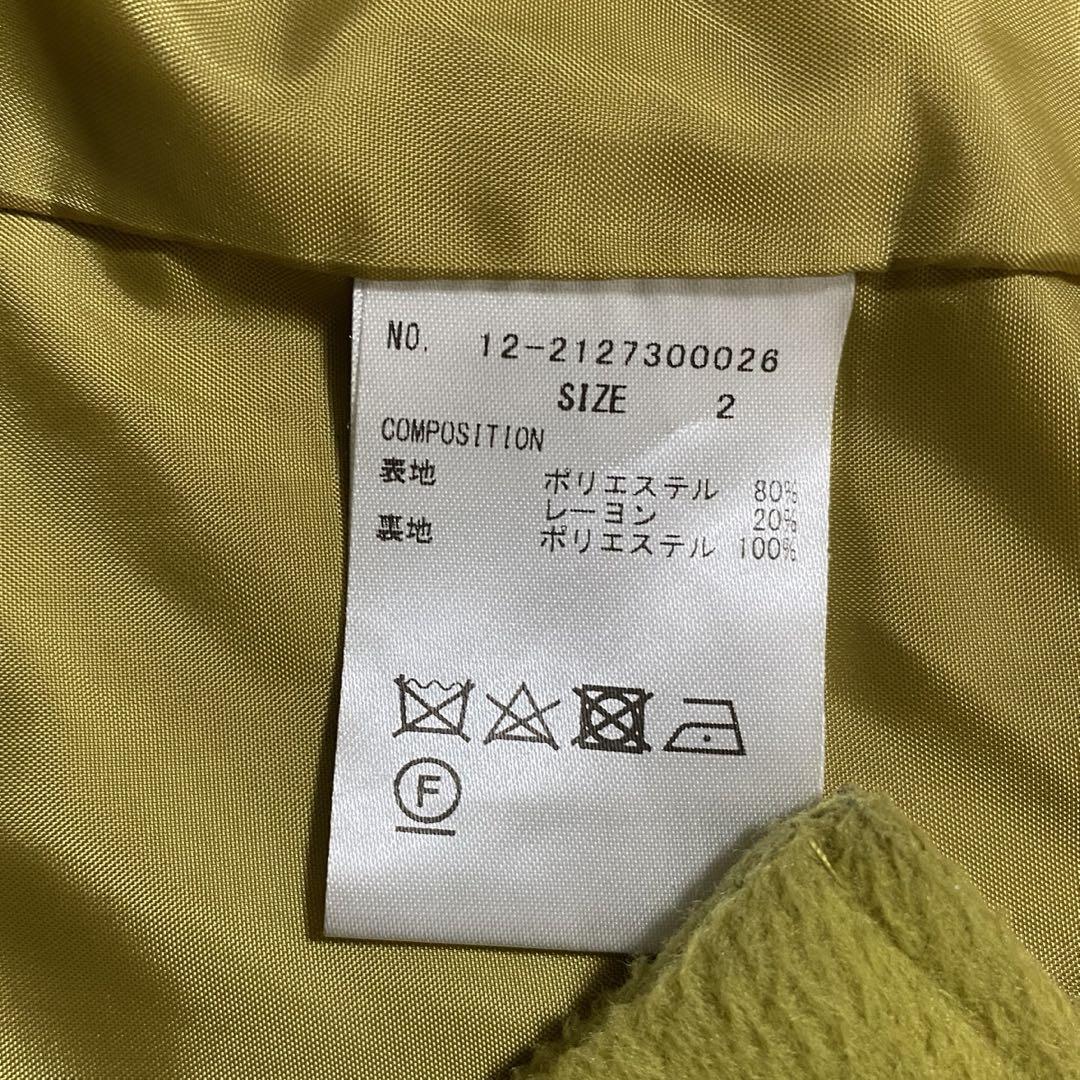 NO. 12-2127300026
SIZE 2
COMPOSITION
表地 ポリエステル 80%
レーヨン 20%
裏地 ポリエステル 100%
F